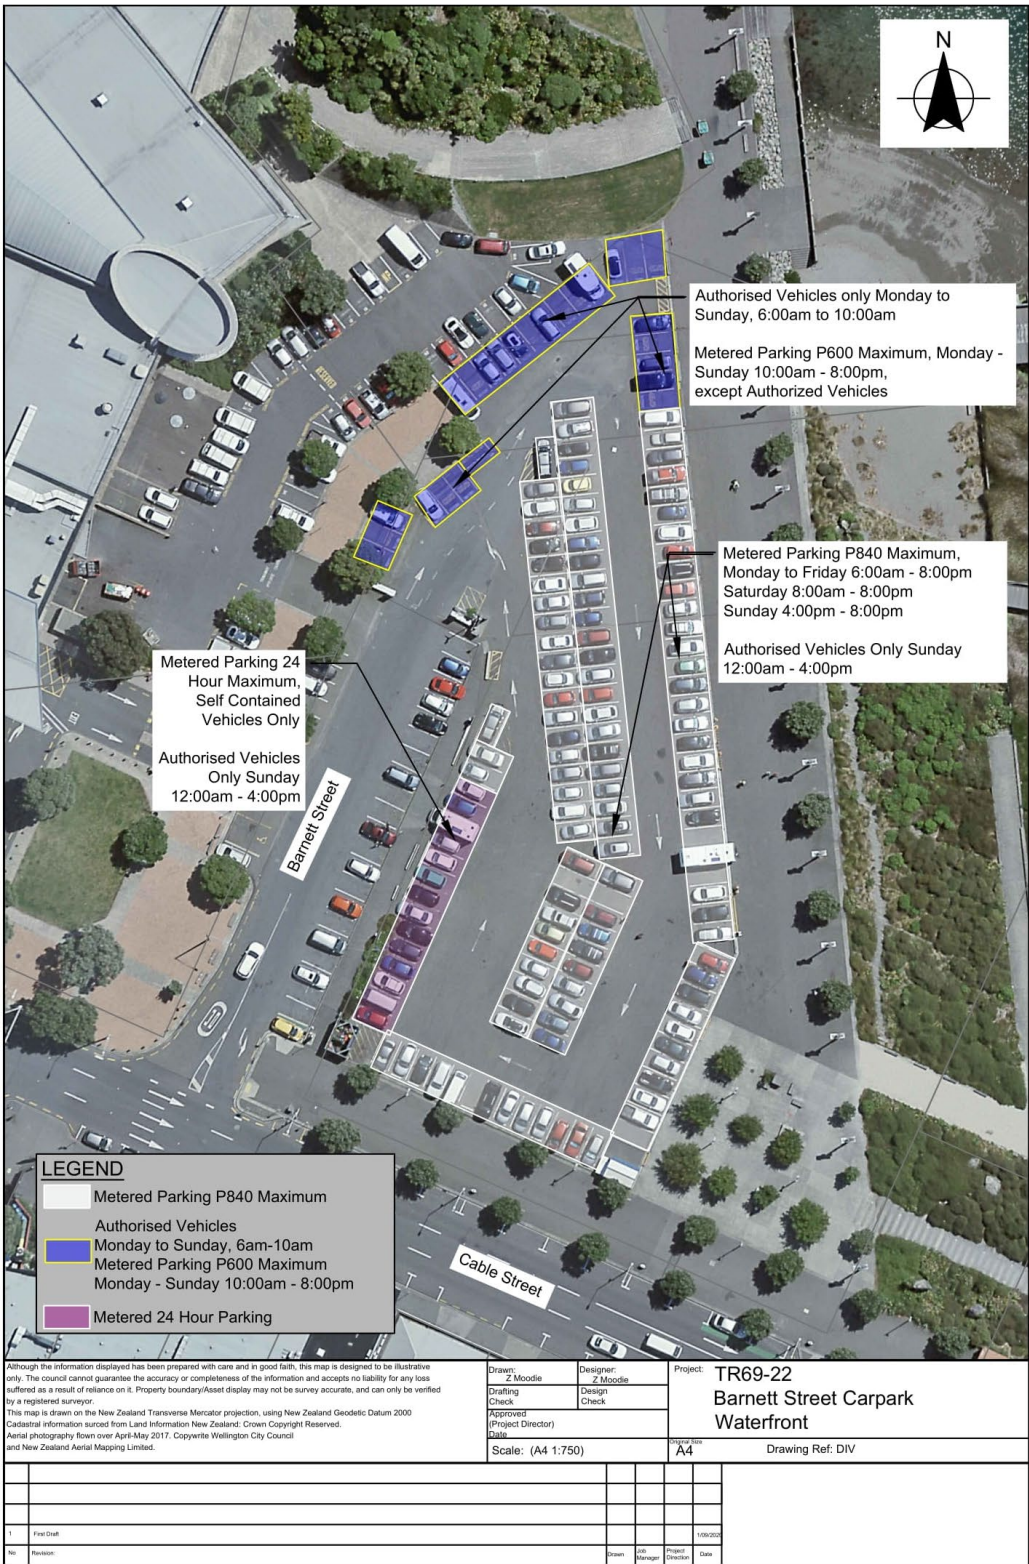 N
Authorised Vehicles only Monday to
Sunday, 6:00am to 10:00am
Metered Parking P600 Maximum, Monday -
Sunday 10:00am - 8:00pm,
except Authorized Vehicles
Metered Parking P840 Maximum,
Monday to Friday 6:00am - 8:00pm
Saturday 8:00am - 8:00pm
Sunday 4:00pm - 8:00pm
Authorised Vehicles Only Sunday
12:00am - 4:00pm
Metered Parking 24
Hour Maximum,
Self Contained
Vehicles Only
Authorised Vehicles
Only Sunday
12:00am - 4:00pm
Barnett Street
Cable Street
LEGEND
Metered Parking P840 Maximum
Authorised Vehicles
Monday to Sunday, 6am-10am
Metered Parking P600 Maximum
Monday - Sunday 10:00am - 8:00pm
Metered 24 Hour Parking
Although the information displayed has been prepared with care and in good faith, this map is designed to be illustrative
only. The council cannot guarantee the accuracy or completeness of the information and accepts no liability for any loss
suffered as a result of reliance on it. Property boundary/Asset display may not be survey accurate, and can only be verified
by a registered surveyor.
This map is drawn on the New Zealand Transverse Mercator projection, using New Zealand Geodetic Datum 2000
Cadastral information surced from Land Information New Zealand; Crown Copyright Reserved.
Aerial photography flown over April-May 2017. Copywrite Wellington City Council
and New Zealand Aerial Mapping Limited.
Drawn:
Z Moodie
Designer:
Z Moodie
Drafting
Check
Design
Check
Approved
(Project Director)
Date
Scale: (A4 1:750)
Project: TR69-22
Barnett Street Carpark
Waterfront
Original Size
A4
Drawing Ref: DIV
1 First Draft
No Revision: Drawn Job Manager Project Direction Date